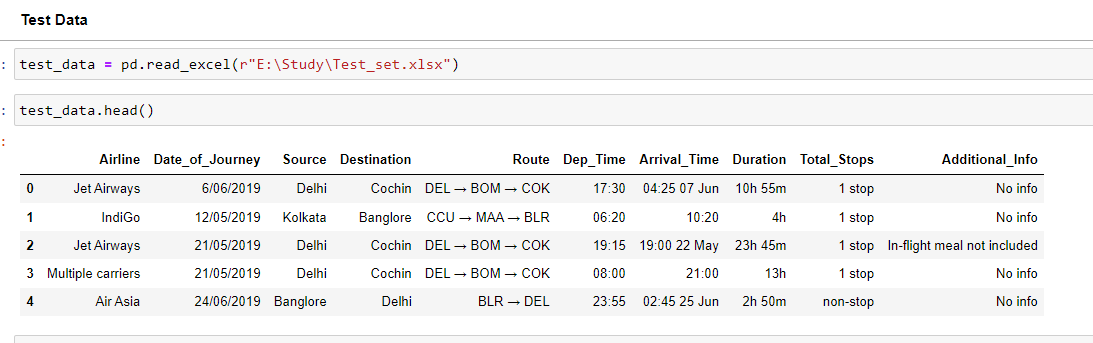 Test Data
: test_data = pd.read_excel(r"E:\Study\Test_set.xlsx")
: test_data.head()
:
Airline Date_of_Journey Source Destination Route Dep_Time Arrival_Time Duration Total_Stops Additional_Info
0 Jet Airways 6/06/2019 Delhi Cochin DEL → BOM → COK 17:30 04:25 07 Jun 10h 55m 1 stop No info
1 IndiGo 12/05/2019 Kolkata Banglore CCU → MAA → BLR 06:20 10:20 4h 1 stop No info
2 Jet Airways 21/05/2019 Delhi Cochin DEL → BOM → COK 19:15 19:00 22 May 23h 45m 1 stop In-flight meal not included
3 Multiple carriers 21/05/2019 Delhi Cochin DEL → BOM → COK 08:00 21:00 13h 1 stop No info
4 Air Asia 24/06/2019 Banglore Delhi BLR → DEL 23:55 02:45 25 Jun 2h 50m non-stop No info